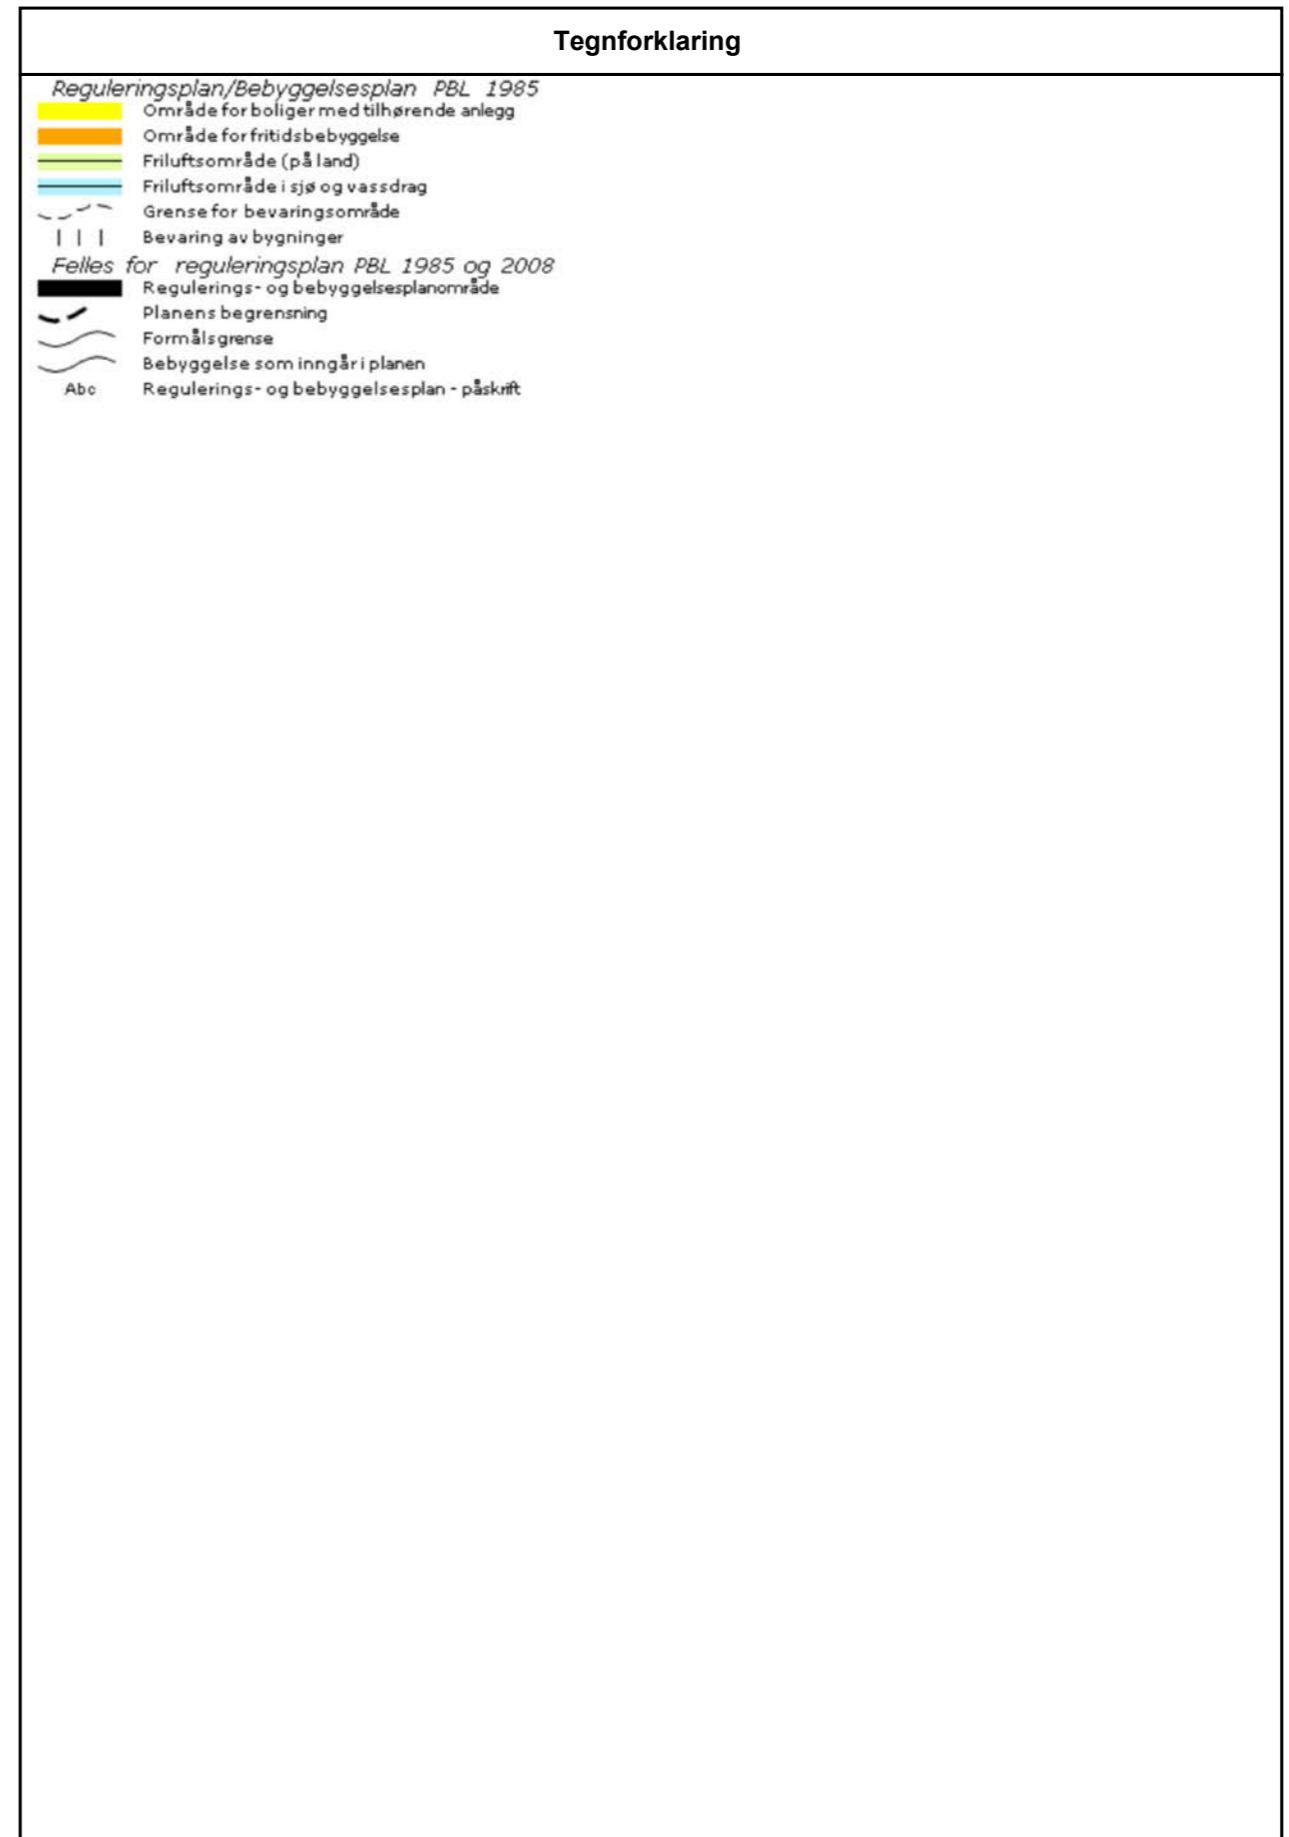 Tegnforklaring
Reguleringsplan/Bebyggelsesplan PBL 1985
Område for boliger med tilhørende anlegg
Område for fritidsbebyggelse
Friluftsområde (på land)
Friluftsområde i sjø og vassdrag
Grense for bevaringsområde
Bevaring av bygninger
Felles for reguleringsplan PBL 1985 og 2008
Regulerings- og bebyggelsesplanområde
Planens begrensning
Formålsgrense
Bebyggelse som inngår i planen
Abc Regulerings- og bebyggelsesplan - påskrift